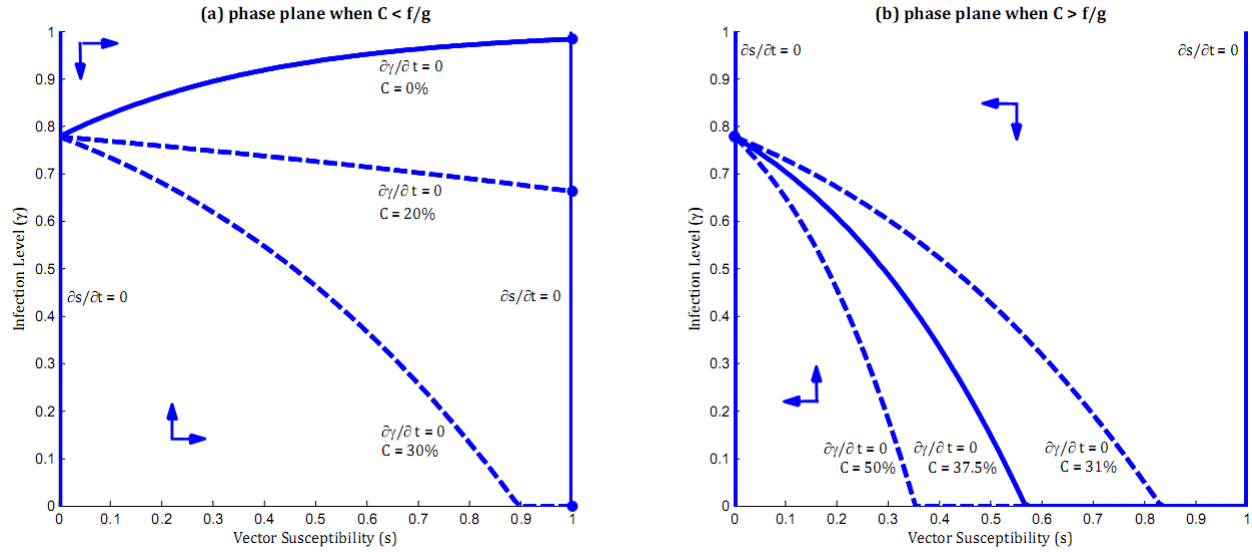 (a) phase plane when C < f/g
1
0.9
0.8
0.7
0.6
0.5
0.4
0.3
0.2
0.1
0
Infection Level (γ)
∂γ/∂ t = 0
C = 0%
∂γ/∂ t = 0
C = 20%
∂s/∂t = 0
∂s/∂t = 0
∂γ/∂ t = 0
C = 30%
0 0.1 0.2 0.3 0.4 0.5 0.6 0.7 0.8 0.9 1
Vector Susceptibility (s)
(b) phase plane when C > f/g
1
0.9
0.8
0.7
0.6
0.5
0.4
0.3
0.2
0.1
0
Infection Level (γ)
∂s/∂t = 0
∂s/∂t = 0
∂γ/∂ t = 0
C = 50%
∂γ/∂ t = 0
C = 37.5%
∂γ/∂ t = 0
C = 31%
0 0.1 0.2 0.3 0.4 0.5 0.6 0.7 0.8 0.9 1
Vector Susceptibility (s)